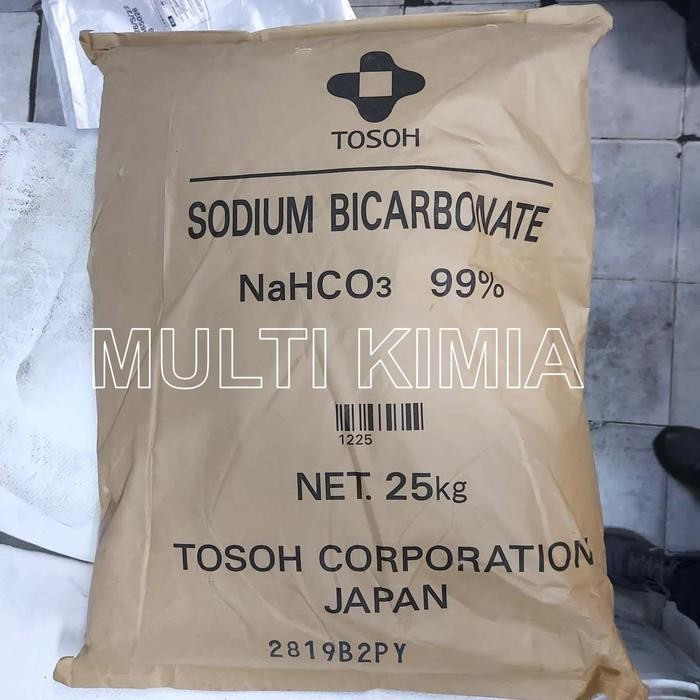 TOSOH
SODIUM BICARBONATE
NaHCO3 99%
MULTI KIMIA
1225
NET. 25kg
TOSOH CORPORATION
JAPAN
2819B2PY